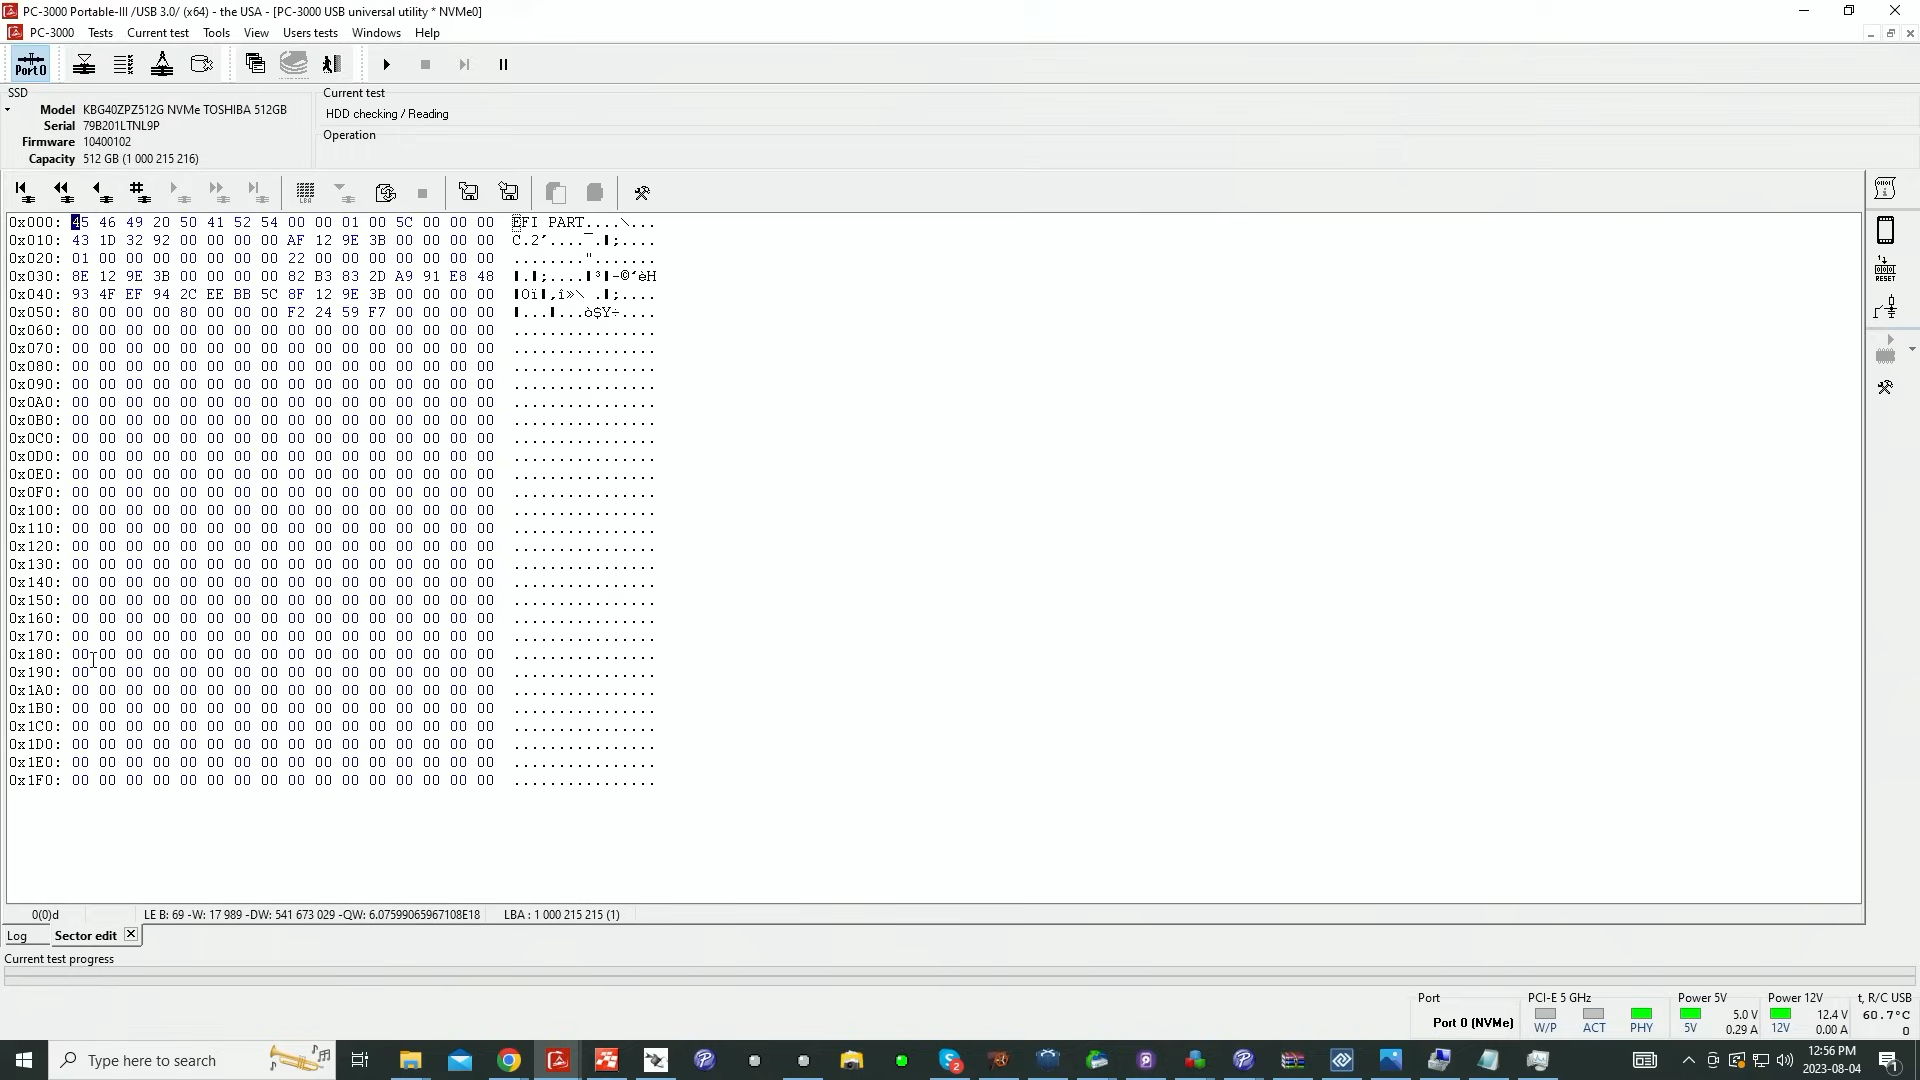 PC-3000 Portable-III /USB 3.0/ (x64) - the USA - [PC-3000 USB universal utility * NVMe0]
PC-3000 Tests Current test Tools View Users tests Windows Help
Port0
SSD
Model KBG40ZPZ512G NVMe TOSHIBA 512GB
Serial 79B201LTNL9P
Firmware 10400102
Capacity 512 GB (1 000 215 216)
Current test
HDD checking / Reading
Operation
LBA
RESET
0x000: 45 46 49 20 50 41 52 54 00 00 01 00 5C 00 00 00 EFI PART....\...
0x010: 43 1D 32 92 00 00 00 00 AF 12 9E 3B 00 00 00 00 C.2’....¯.▌;....
0x020: 01 00 00 00 00 00 00 00 22 00 00 00 00 00 00 00 ........".......
0x030: 8E 12 9E 3B 00 00 00 00 82 B3 83 2D A9 91 E8 48 ▌.▌;....▌³▌-©‘èH
0x040: 93 4F EF 94 2C EE BB 5C 8F 12 9E 3B 00 00 00 00 ▌Oï▌,î»\ .▌;....
0x050: 80 00 00 00 80 00 00 00 F2 24 59 F7 00 00 00 00 ▌...▌...ò$Y÷....
0x060: 00 00 00 00 00 00 00 00 00 00 00 00 00 00 00 00 ................
0x070: 00 00 00 00 00 00 00 00 00 00 00 00 00 00 00 00 ................
0x080: 00 00 00 00 00 00 00 00 00 00 00 00 00 00 00 00 ................
0x090: 00 00 00 00 00 00 00 00 00 00 00 00 00 00 00 00 ................
0x0A0: 00 00 00 00 00 00 00 00 00 00 00 00 00 00 00 00 ................
0x0B0: 00 00 00 00 00 00 00 00 00 00 00 00 00 00 00 00 ................
0x0C0: 00 00 00 00 00 00 00 00 00 00 00 00 00 00 00 00 ................
0x0D0: 00 00 00 00 00 00 00 00 00 00 00 00 00 00 00 00 ................
0x0E0: 00 00 00 00 00 00 00 00 00 00 00 00 00 00 00 00 ................
0x0F0: 00 00 00 00 00 00 00 00 00 00 00 00 00 00 00 00 ................
0x100: 00 00 00 00 00 00 00 00 00 00 00 00 00 00 00 00 ................
0x110: 00 00 00 00 00 00 00 00 00 00 00 00 00 00 00 00 ................
0x120: 00 00 00 00 00 00 00 00 00 00 00 00 00 00 00 00 ................
0x130: 00 00 00 00 00 00 00 00 00 00 00 00 00 00 00 00 ................
0x140: 00 00 00 00 00 00 00 00 00 00 00 00 00 00 00 00 ................
0x150: 00 00 00 00 00 00 00 00 00 00 00 00 00 00 00 00 ................
0x160: 00 00 00 00 00 00 00 00 00 00 00 00 00 00 00 00 ................
0x170: 00 00 00 00 00 00 00 00 00 00 00 00 00 00 00 00 ................
0x180: 00 00 00 00 00 00 00 00 00 00 00 00 00 00 00 00 ................
0x190: 00 00 00 00 00 00 00 00 00 00 00 00 00 00 00 00 ................
0x1A0: 00 00 00 00 00 00 00 00 00 00 00 00 00 00 00 00 ................
0x1B0: 00 00 00 00 00 00 00 00 00 00 00 00 00 00 00 00 ................
0x1C0: 00 00 00 00 00 00 00 00 00 00 00 00 00 00 00 00 ................
0x1D0: 00 00 00 00 00 00 00 00 00 00 00 00 00 00 00 00 ................
0x1E0: 00 00 00 00 00 00 00 00 00 00 00 00 00 00 00 00 ................
0x1F0: 00 00 00 00 00 00 00 00 00 00 00 00 00 00 00 00 ................
0(0)d LE B: 69 -W: 17 989 -DW: 541 673 029 -QW: 6.07599065967108E18 LBA : 1 000 215 215 (1)
Log Sector edit
Current test progress
Port PCI-E 5 GHz Power 5V Power 12V t, R/C USB
Port 0 (NVMe) W/P ACT PHY 5V 5.0 V 0.29 A 12V 12.4 V 0.00 A 60.7°C 0
Type here to search
12:56 PM
2023-08-04